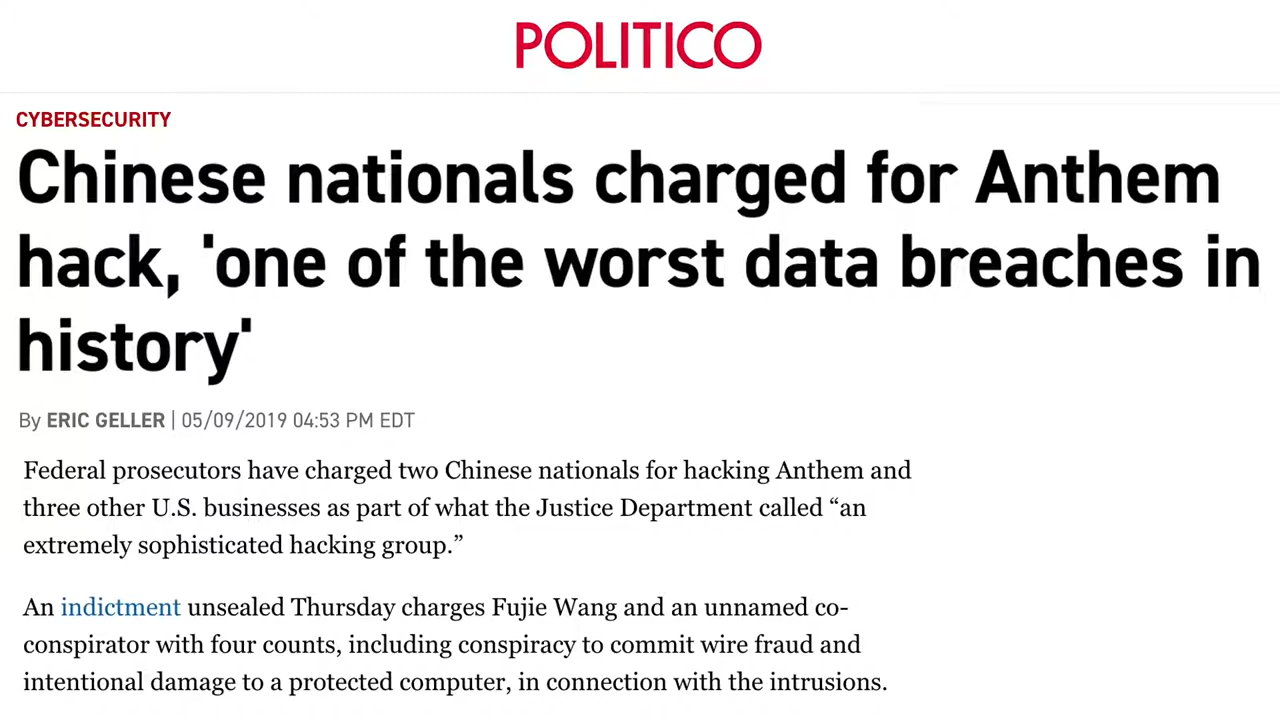 POLITICO
CYBERSECURITY
Chinese nationals charged for Anthem
hack, 'one of the worst data breaches in
history'
By ERIC GELLER | 05/09/2019 04:53 PM EDT
Federal prosecutors have charged two Chinese nationals for hacking Anthem and
three other U.S. businesses as part of what the Justice Department called “an
extremely sophisticated hacking group.”
An indictment unsealed Thursday charges Fujie Wang and an unnamed co-
conspirator with four counts, including conspiracy to commit wire fraud and
intentional damage to a protected computer, in connection with the intrusions.